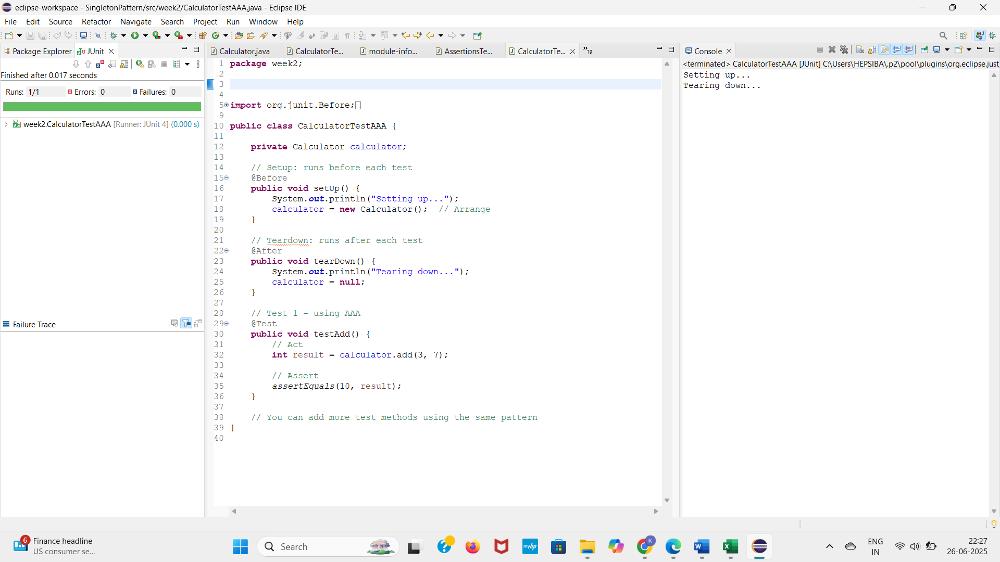 eclipse-workspace - SingletonPattern/src/week2/CalculatorTestAAA.java - Eclipse IDE
File Edit Source Refactor Navigate Search Project Run Window Help
Package Explorer JUnit
Finished after 0.017 seconds
Runs: 1/1 Errors: 0 Failures: 0
week2.CalculatorTestAAA [Runner: JUnit 4] (0.000 s)
Failure Trace
Calculator.java CalculatorTe... module-info... AssertionsTe... CalculatorTe... »19
1 package week2;
2
3
4
5 import org.junit.Before;
9
10 public class CalculatorTestAAA {
11
12     private Calculator calculator;
13
14     // Setup: runs before each test
15     @Before
16     public void setUp() {
17         System.out.println("Setting up...");
18         calculator = new Calculator();  // Arrange
19     }
20
21     // Teardown: runs after each test
22     @After
23     public void tearDown() {
24         System.out.println("Tearing down...");
25         calculator = null;
26     }
27
28     // Test 1 - using AAA
29     @Test
30     public void testAdd() {
31         // Act
32         int result = calculator.add(3, 7);
33
34         // Assert
35         assertEquals(10, result);
36     }
37
38     // You can add more test methods using the same pattern
39 }
40
Console
<terminated> CalculatorTestAAA [JUnit] C:\Users\HEPSIBA\.p2\pool\plugins\org.eclipse.just
Setting up...
Tearing down...
6
Finance headline
US consumer se...
Search
myhp
K
ENG
IN
22:27
26-06-2025